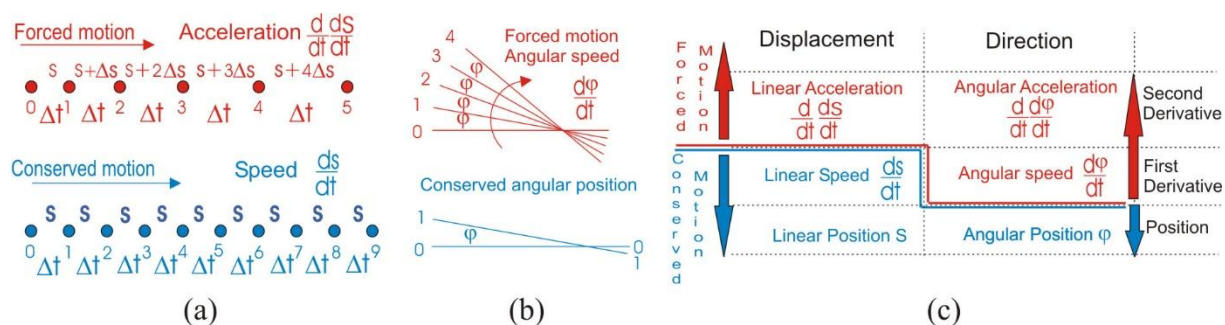 Forced motion Acceleration d/dt dS/dt
s s+Δs s+2Δs s+3Δs s+4Δs
0 1 2 3 4 5
Δt Δt Δt Δt Δt
Conserved motion Speed ds/dt
S S S S S S S S S
0 1 2 3 4 5 6 7 8 9
Δt Δt Δt Δt Δt Δt Δt Δt Δt
(a)
4 Forced motion
3 Angular speed
2 φ
1 φ
φ
φ
0
dφ/dt
Conserved angular position
1
φ
0 0
1
(b)
Displacement Direction
Forced Motion
Linear Acceleration Angular Acceleration
d/dt dS/dt d/dt dφ/dt
Second
Derivative
Conserved Motion
Linear Speed ds/dt Angular speed dφ/dt
First
Derivative
Linear Position S Angular Position φ Position
(c)